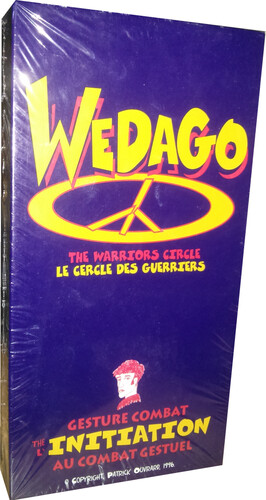 WEDAGO
THE WARRIORS CIRCLE
LE CERCLE DES GUERRIERS
GESTURE COMBAT
THE
L'
INITIATION
AU COMBAT GESTUEL
© COPYRIGHT, PATRICK OUVRARD, 1996